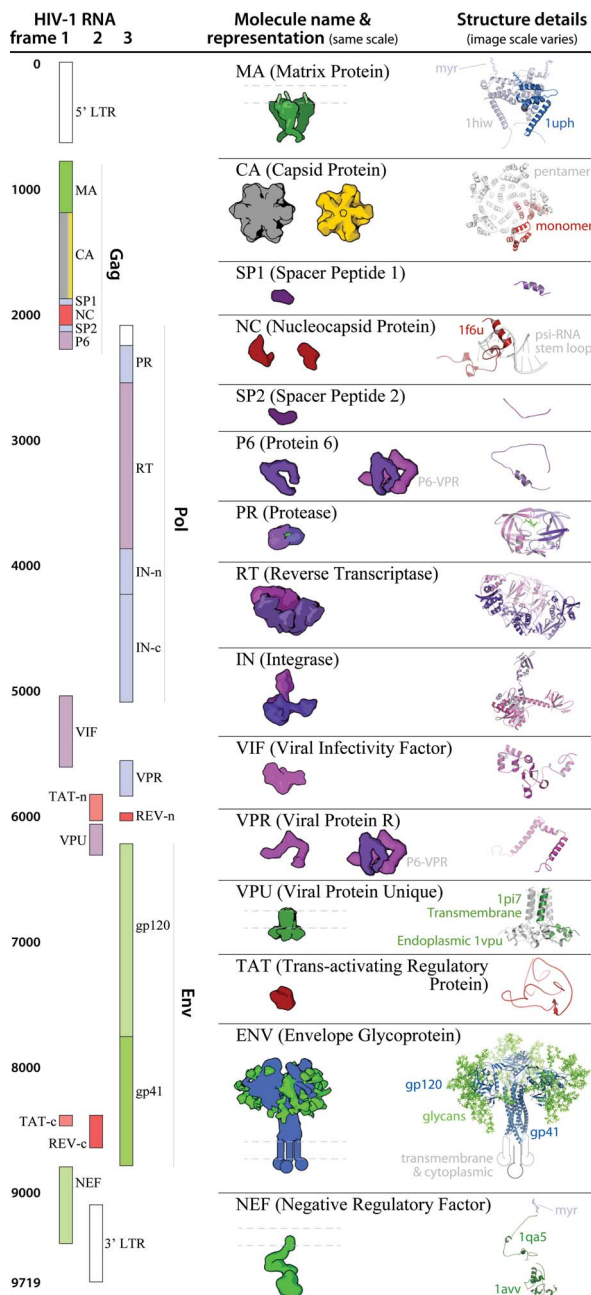 HIV-1 RNA
frame 1 2 3
Molecule name &
representation (same scale)
Structure details
(image scale varies)
0
5' LTR
1000
MA
CA
Gag
SP1
2000
NC
SP2
P6
PR
3000
RT
Pol
4000
IN-n
IN-c
5000
VIF
VPR
TAT-n
6000
REV-n
VPU
gp120
7000
Env
8000
gp41
TAT-c
REV-c
9000
NEF
3' LTR
9719
MA (Matrix Protein)
myr
1hiw
1uph
CA (Capsid Protein)
pentamer
monomer
SP1 (Spacer Peptide 1)
NC (Nucleocapsid Protein)
1f6u
psi-RNA
stem loop
SP2 (Spacer Peptide 2)
P6 (Protein 6)
P6-VPR
PR (Protease)
RT (Reverse Transcriptase)
IN (Integrase)
VIF (Viral Infectivity Factor)
VPR (Viral Protein R)
P6-VPR
VPU (Viral Protein Unique)
1pi7
Transmembrane
Endoplasmic 1vpu
TAT (Trans-activating Regulatory
Protein)
ENV (Envelope Glycoprotein)
gp120
glycans
gp41
transmembrane
& cytoplasmic
NEF (Negative Regulatory Factor)
myr
1qa5
1avv